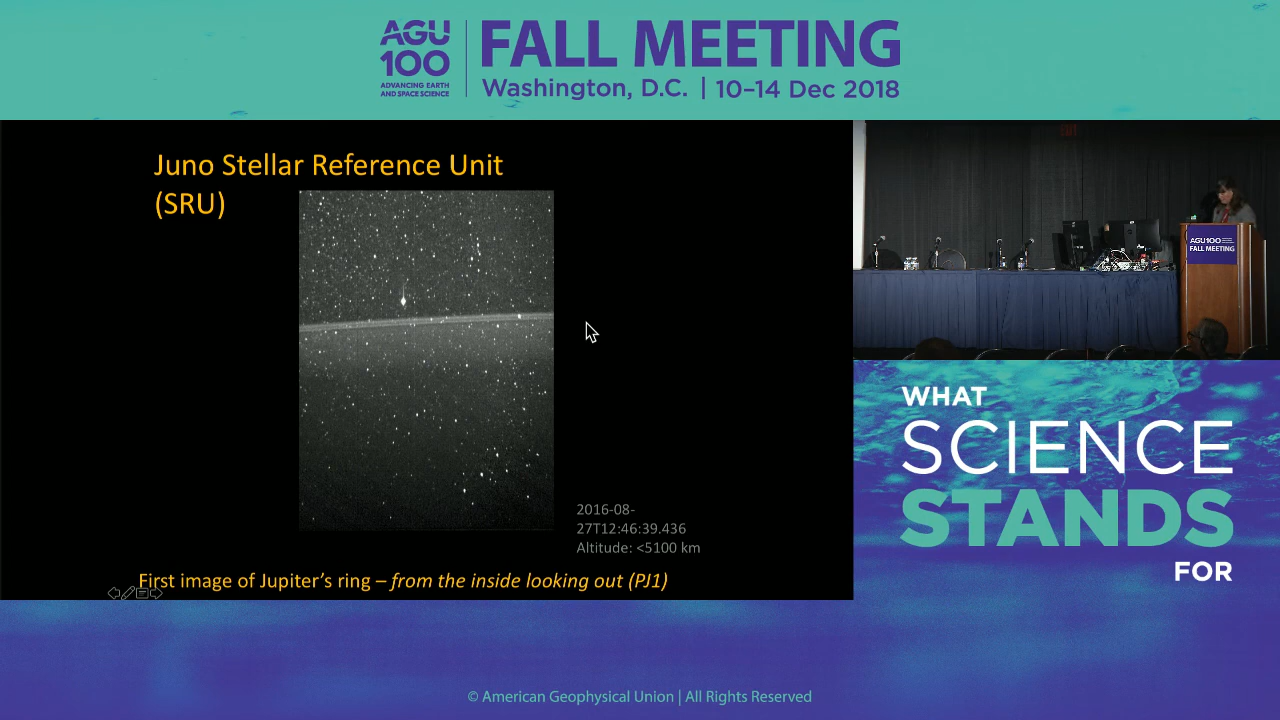 AGU
100
ADVANCING EARTH
AND SPACE SCIENCE
FALL MEETING
Washington, D.C. | 10–14 Dec 2018
Juno Stellar Reference Unit
(SRU)
2016-08-
27T12:46:39.436
Altitude: <5100 km
First image of Jupiter’s ring – from the inside looking out (PJ1)
AGU100
FALL MEETING
WHAT
SCIENCE
STANDS
FOR
© American Geophysical Union | All Rights Reserved